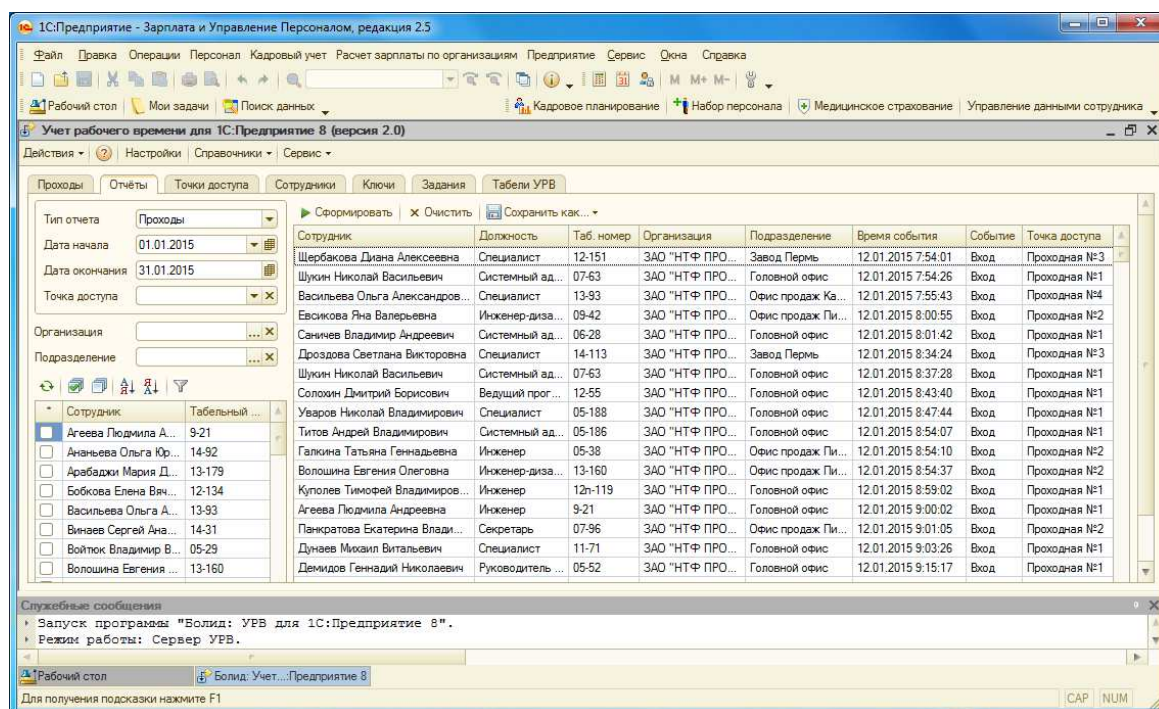 1С:Предприятие - Зарплата и Управление Персоналом, редакция 2.5
Файл Правка Операции Персонал Кадровый учет Расчет зарплаты по организациям Предприятие Сервис Окна Справка
M M+ M-
Рабочий стол Мои задачи Поиск данных Кадровое планирование Набор персонала Медицинское страхование Управление данными сотрудника
Учет рабочего времени для 1С:Предприятие 8 (версия 2.0)
Действия Настройки Справочники Сервис
Проходы Отчёты Точки доступа Сотрудники Ключи Задания Табели УРВ
Тип отчета Проходы
Дата начала 01.01.2015
Дата окончания 31.01.2015
Точка доступа
Организация
Подразделение
* Сотрудник Табельный ...
Агеева Людмила А... 9-21
Ананьева Ольга Юр... 14-92
Арабаджи Мария Д... 13-179
Бобкова Елена Вяч... 12-134
Васильева Ольга А... 13-93
Винаев Сергей Ана... 14-31
Войтюк Владимир В... 05-29
Волошина Евгения ... 13-160
Сформировать Очистить Сохранить как...
Сотрудник Должность Таб. номер Организация Подразделение Время события Событие Точка доступа
Щербакова Диана Алексеевна Специалист 12-151 ЗАО "НТФ ПРО... Завод Пермь 12.01.2015 7:54:01 Вход Проходная №3
Шукин Николай Васильевич Системный ад... 07-63 ЗАО "НТФ ПРО... Головной офис 12.01.2015 7:54:26 Вход Проходная №1
Васильева Ольга Александров... Специалист 13-93 ЗАО "НТФ ПРО... Офис продаж Ка... 12.01.2015 7:55:43 Вход Проходная №4
Евсикова Яна Валерьевна Инженер-диза... 09-42 ЗАО "НТФ ПРО... Офис продаж Пи... 12.01.2015 8:00:55 Вход Проходная №2
Саничев Владимир Андреевич Системный ад... 06-28 ЗАО "НТФ ПРО... Головной офис 12.01.2015 8:01:42 Вход Проходная №1
Дроздова Светлана Викторовна Специалист 14-113 ЗАО "НТФ ПРО... Завод Пермь 12.01.2015 8:34:24 Вход Проходная №3
Шукин Николай Васильевич Системный ад... 07-63 ЗАО "НТФ ПРО... Головной офис 12.01.2015 8:37:28 Вход Проходная №1
Солохин Дмитрий Борисович Ведущий прог... 12-55 ЗАО "НТФ ПРО... Головной офис 12.01.2015 8:43:40 Вход Проходная №1
Уваров Николай Владимирович Специалист 05-188 ЗАО "НТФ ПРО... Головной офис 12.01.2015 8:47:44 Вход Проходная №1
Титов Андрей Владимирович Системный ад... 05-186 ЗАО "НТФ ПРО... Головной офис 12.01.2015 8:54:07 Вход Проходная №1
Галкина Татьяна Геннадьевна Инженер 05-38 ЗАО "НТФ ПРО... Офис продаж Пи... 12.01.2015 8:54:10 Вход Проходная №2
Волошина Евгения Олеговна Инженер-диза... 13-160 ЗАО "НТФ ПРО... Офис продаж Пи... 12.01.2015 8:54:37 Вход Проходная №2
Куполев Тимофей Владимиров... Инженер 12п-119 ЗАО "НТФ ПРО... Головной офис 12.01.2015 8:59:02 Вход Проходная №1
Агеева Людмила Андреевна Инженер 9-21 ЗАО "НТФ ПРО... Головной офис 12.01.2015 9:00:02 Вход Проходная №1
Панкратова Екатерина Влади... Секретарь 07-96 ЗАО "НТФ ПРО... Офис продаж Пи... 12.01.2015 9:01:05 Вход Проходная №2
Дунаев Михаил Витальевич Специалист 11-71 ЗАО "НТФ ПРО... Головной офис 12.01.2015 9:03:26 Вход Проходная №1
Демидов Геннадий Николаевич Руководитель ... 05-52 ЗАО "НТФ ПРО... Головной офис 12.01.2015 9:15:17 Вход Проходная №1
Служебные сообщения
Запуск программы "Болид: УРВ для 1С:Предприятие 8".
Режим работы: Сервер УРВ.
Рабочий стол Болид: Учет...:Предприятие 8
Для получения подсказки нажмите F1 CAP NUM